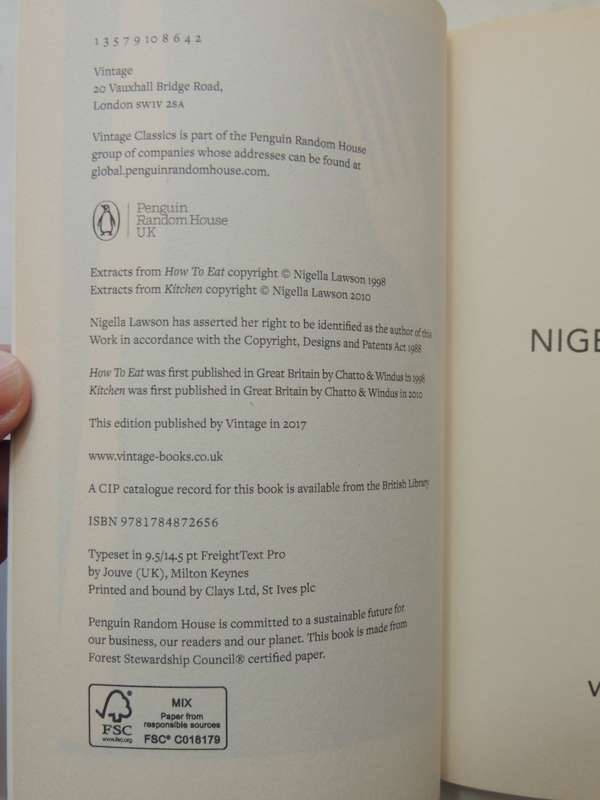 1 3 5 7 9 10 8 6 4 2
Vintage
20 Vauxhall Bridge Road,
London SW1V 2SA
Vintage Classics is part of the Penguin Random House
group of companies whose addresses can be found at
global.penguinrandomhouse.com.
Penguin
Random House
UK
Extracts from How To Eat copyright © Nigella Lawson 1998
Extracts from Kitchen copyright © Nigella Lawson 2010
Nigella Lawson has asserted her right to be identified as the author of this
Work in accordance with the Copyright, Designs and Patents Act 1988
How To Eat was first published in Great Britain by Chatto & Windus in 1998
Kitchen was first published in Great Britain by Chatto & Windus in 2010
This edition published by Vintage in 2017
www.vintage-books.co.uk
A CIP catalogue record for this book is available from the British Library
ISBN 9781784872656
Typeset in 9.5/14.5 pt FreightText Pro
by Jouve (UK), Milton Keynes
Printed and bound by Clays Ltd, St Ives plc
Penguin Random House is committed to a sustainable future for
our business, our readers and our planet. This book is made from
Forest Stewardship Council® certified paper.
FSC
www.fsc.org
MIX
Paper from
responsible sources
FSC® C018179
NIGE
V